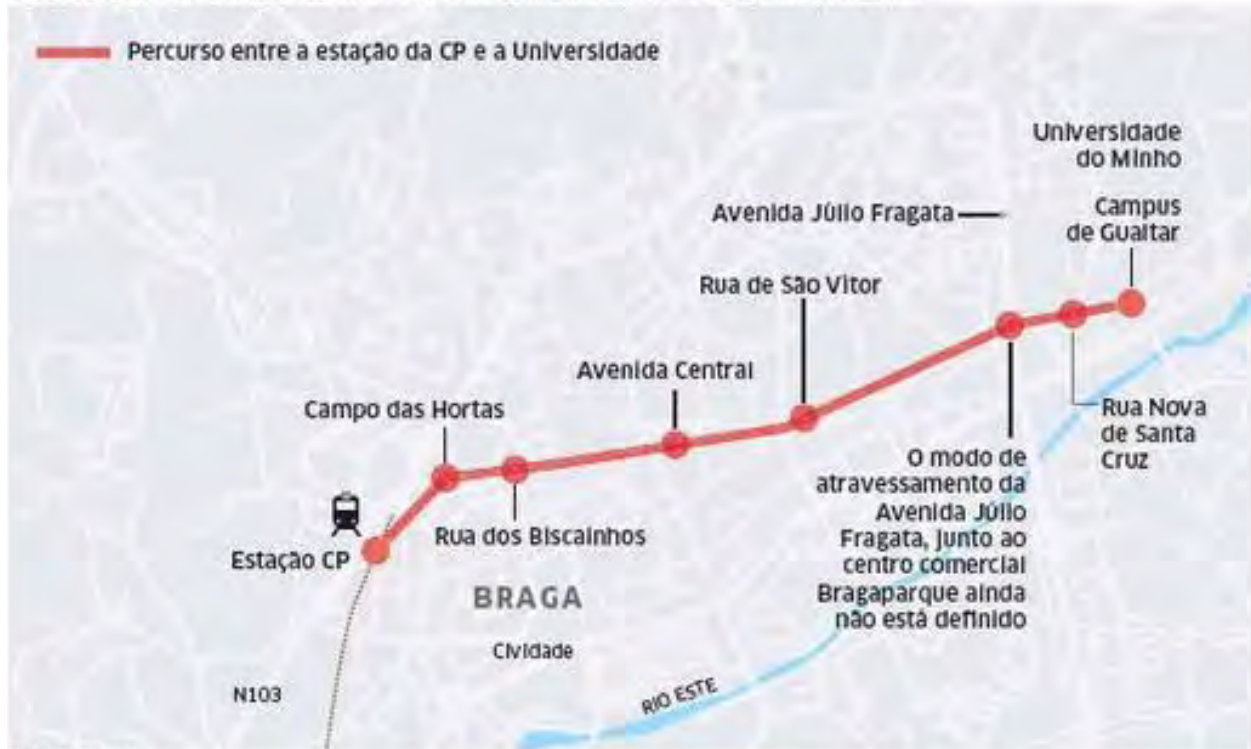 Percurso entre a estação da CP e a Universidade
Universidade
do Minho
Avenida Júlio Fragata
Campus
de Gualtar
Rua de São Vitor
Avenida Central
Campo das Hortas
Rua Nova
de Santa
Cruz
O modo de
atravessamento da
Avenida Júlio
Fragata, junto ao
centro comercial
Bragaparque ainda
não está definido
Rua dos Biscainhos
Estação CP
BRAGA
Cividade
N103
RIO ESTE